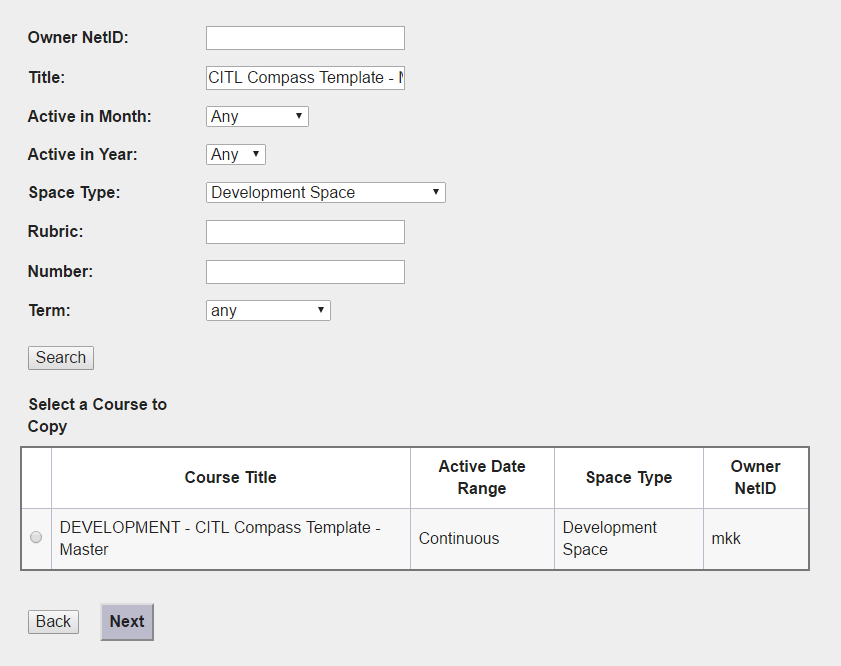 Owner NetID:
Title: CITL Compass Template - M
Active in Month: Any
Active in Year: Any
Space Type: Development Space
Rubric:
Number:
Term: any
Search
Select a Course to
Copy
Course Title
Active Date
Range
Space Type
Owner
NetID
DEVELOPMENT - CITL Compass Template -
Master
Continuous
Development
Space
mkk
Back Next